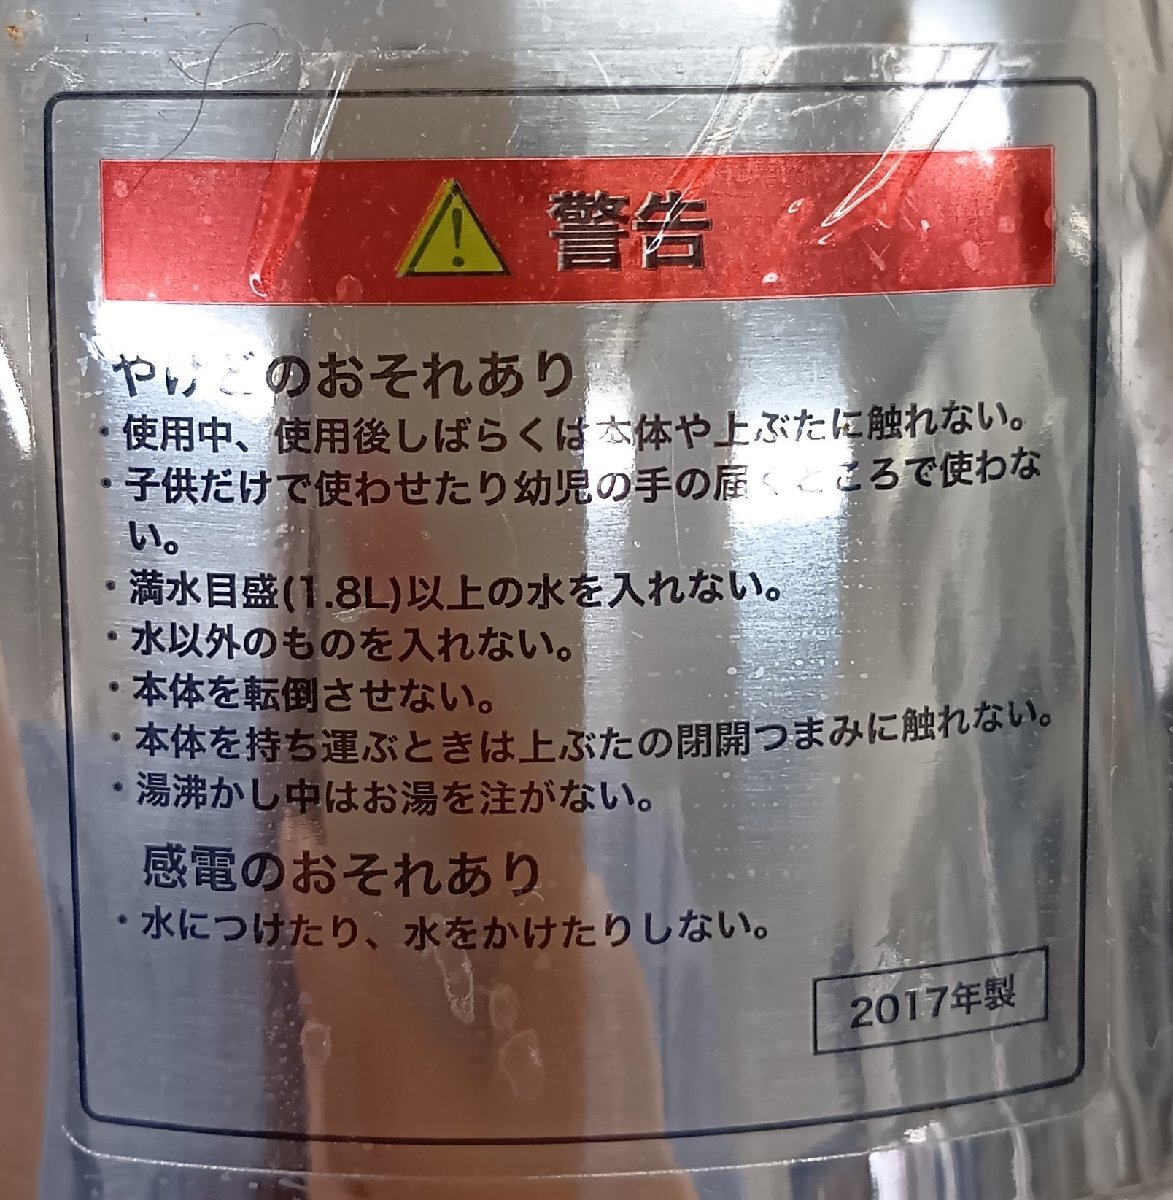 警告
やけどのおそれあり
・使用中、使用後しばらくは本体や上ぶたに触れない。
・子供だけで使わせたり幼児の手の届くところで使わな
い。
・満水目盛(1.8L)以上の水を入れない。
・水以外のものを入れない。
・本体を転倒させない。
・本体を持ち運ぶときは上ぶたの閉開つまみに触れない。
・湯沸かし中はお湯を注がない。
感電のおそれあり
・水につけたり、水をかけたりしない。
2017年製